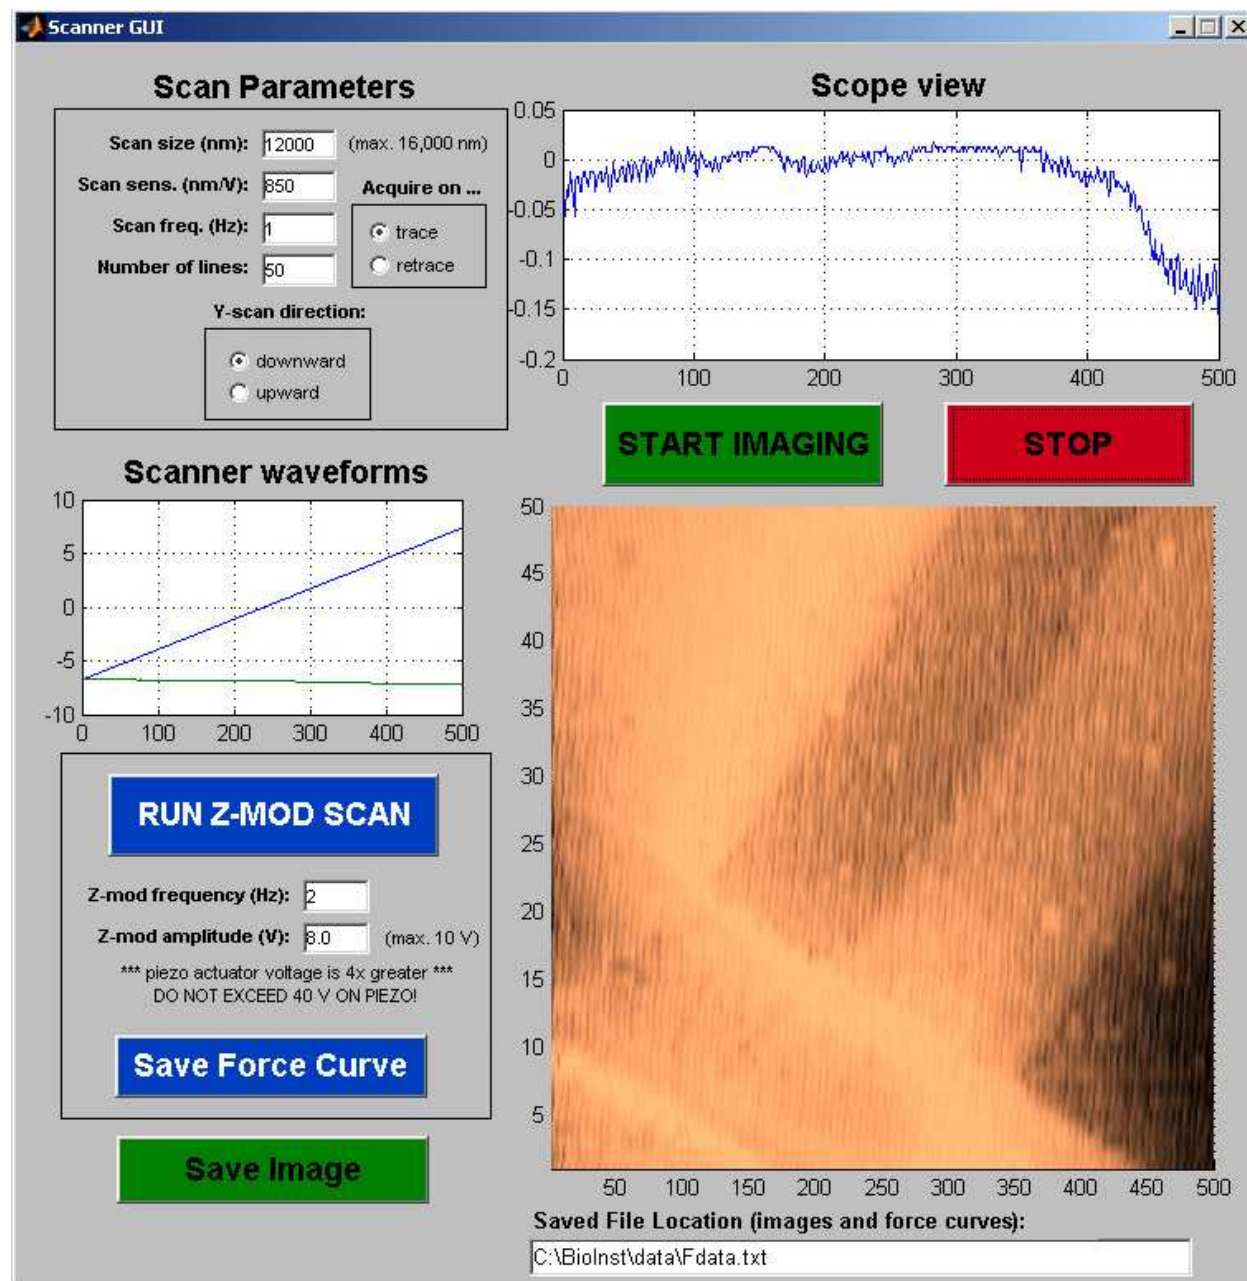 Scanner GUI
Scan Parameters
Scan size (nm): 12000 (max. 16,000 nm)
Scan sens. (nm/V): 850
Acquire on ...
Scan freq. (Hz): 1
trace
Number of lines: 50
retrace
Y-scan direction:
downward
upward
Scope view
0.05
0
-0.05
-0.1
-0.15
-0.2
0 100 200 300 400 500
START IMAGING STOP
Scanner waveforms
10
5
0
-5
-10
0 100 200 300 400 500
RUN Z-MOD SCAN
Z-mod frequency (Hz): 2
Z-mod amplitude (V): 8.0 (max. 10 V)
*** piezo actuator voltage is 4x greater ***
DO NOT EXCEED 40 V ON PIEZO!
Save Force Curve
Save Image
50
45
40
35
30
25
20
15
10
5
50 100 150 200 250 300 350 400 450 500
Saved File Location (images and force curves):
C:\BioInst\data\Fdata.txt